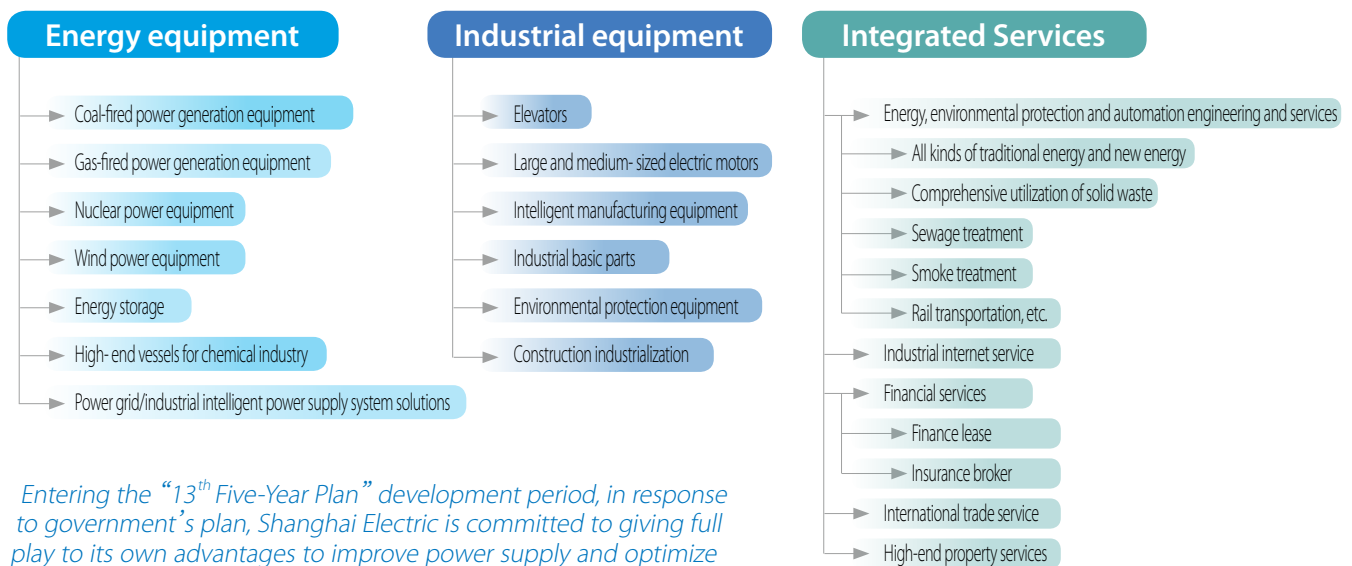 Energy equipment
Coal-fired power generation equipment
Gas-fired power generation equipment
Nuclear power equipment
Wind power equipment
Energy storage
High- end vessels for chemical industry
Power grid/industrial intelligent power supply system solutions
Industrial equipment
Elevators
Large and medium- sized electric motors
Intelligent manufacturing equipment
Industrial basic parts
Environmental protection equipment
Construction industrialization
Integrated Services
Energy, environmental protection and automation engineering and services
All kinds of traditional energy and new energy
Comprehensive utilization of solid waste
Sewage treatment
Smoke treatment
Rail transportation, etc.
Industrial internet service
Financial services
Finance lease
Insurance broker
International trade service
High-end property services
Entering the “13th Five-Year Plan” development period, in response
to government’s plan, Shanghai Electric is committed to giving full
play to its own advantages to improve power supply and optimize